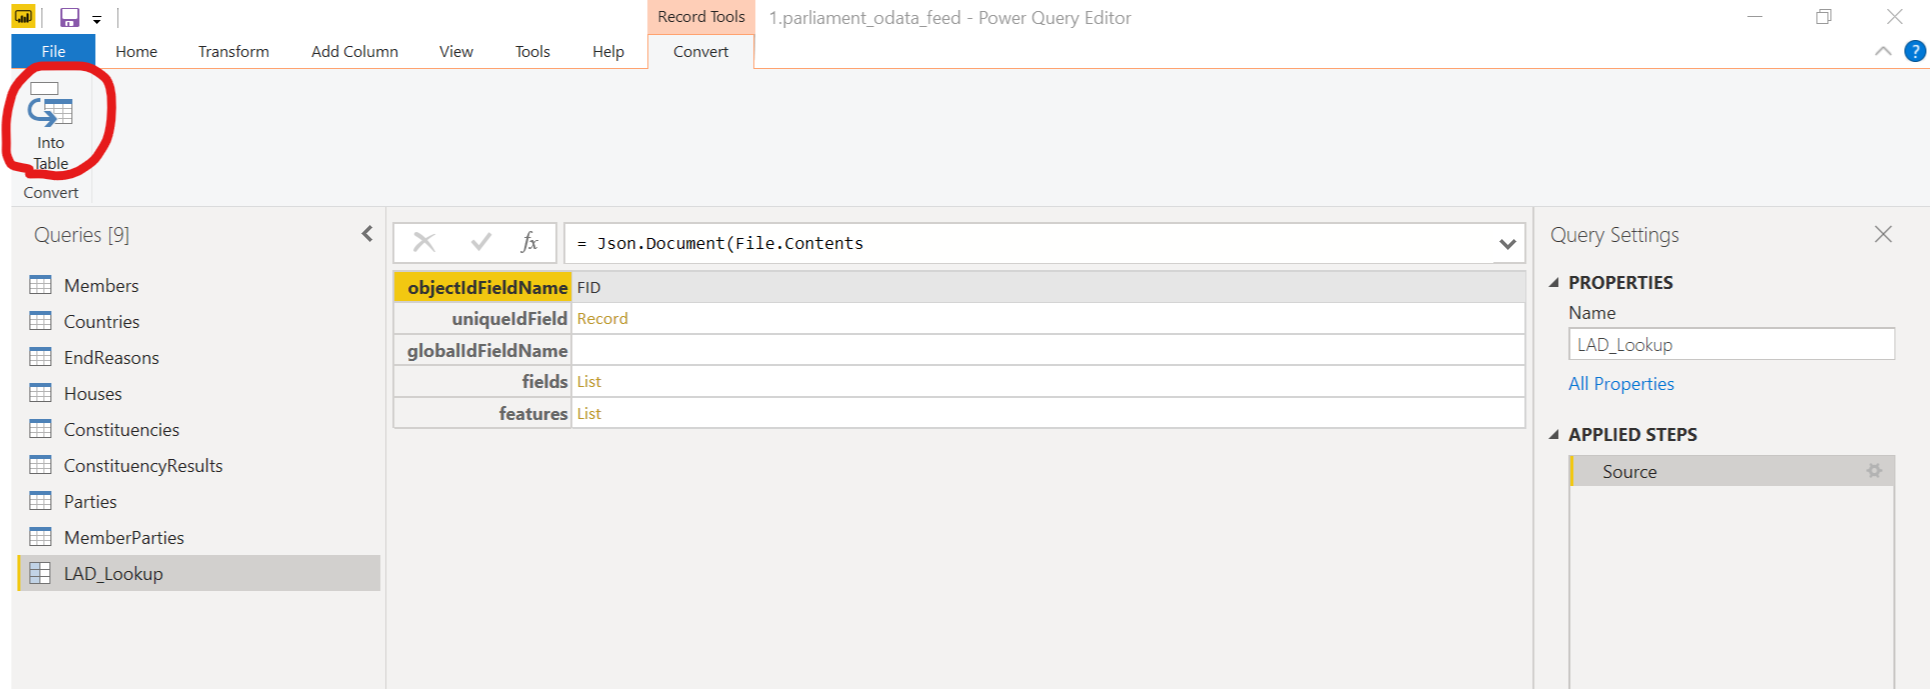 Record Tools
1.parliament_odata_feed - Power Query Editor
File Home Transform Add Column View Tools Help Convert
?
Into
Table
Convert
Queries [9]
Members
Countries
EndReasons
Houses
Constituencies
ConstituencyResults
Parties
MemberParties
LAD_Lookup
fx = Json.Document(File.Contents
objectIdFieldName FID
uniqueIdField Record
globalIdFieldName
fields List
features List
Query Settings
PROPERTIES
Name
LAD_Lookup
All Properties
APPLIED STEPS
Source